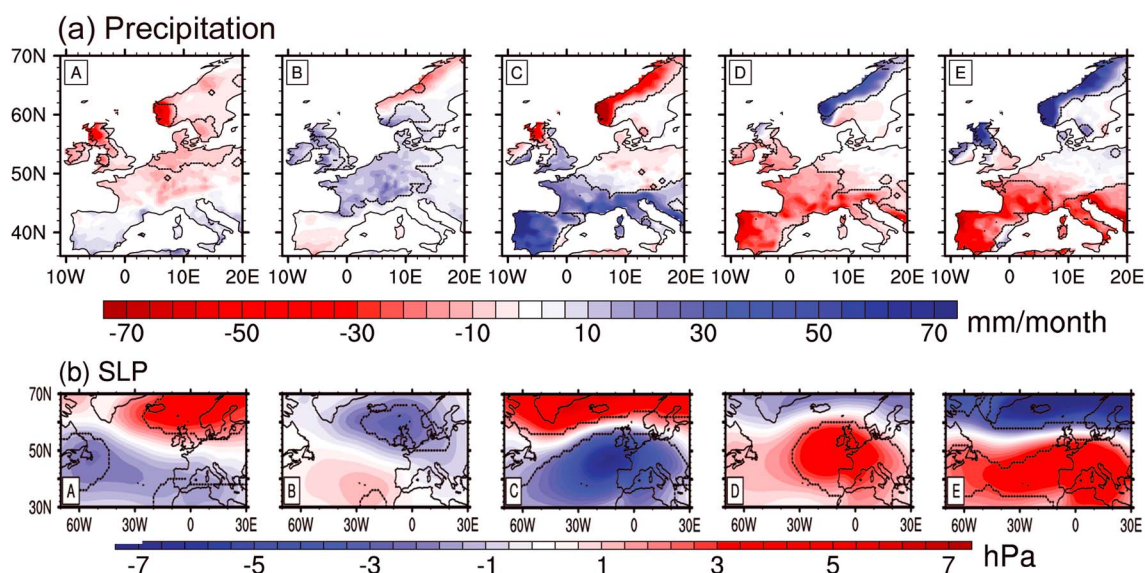 (a) Precipitation
70N
60N
50N
40N
A
B
C
D
E
10W 0 10E 20E
10W 0 10E 20E
10W 0 10E 20E
10W 0 10E 20E
10W 0 10E 20E
-70 -50 -30 -10 10 30 50 70 mm/month
(b) SLP
70N
50N
30N
A
B
C
D
E
60W 30W 0 30E
60W 30W 0 30E
60W 30W 0 30E
60W 30W 0 30E
60W 30W 0 30E
-7 -5 -3 -1 1 3 5 7 hPa